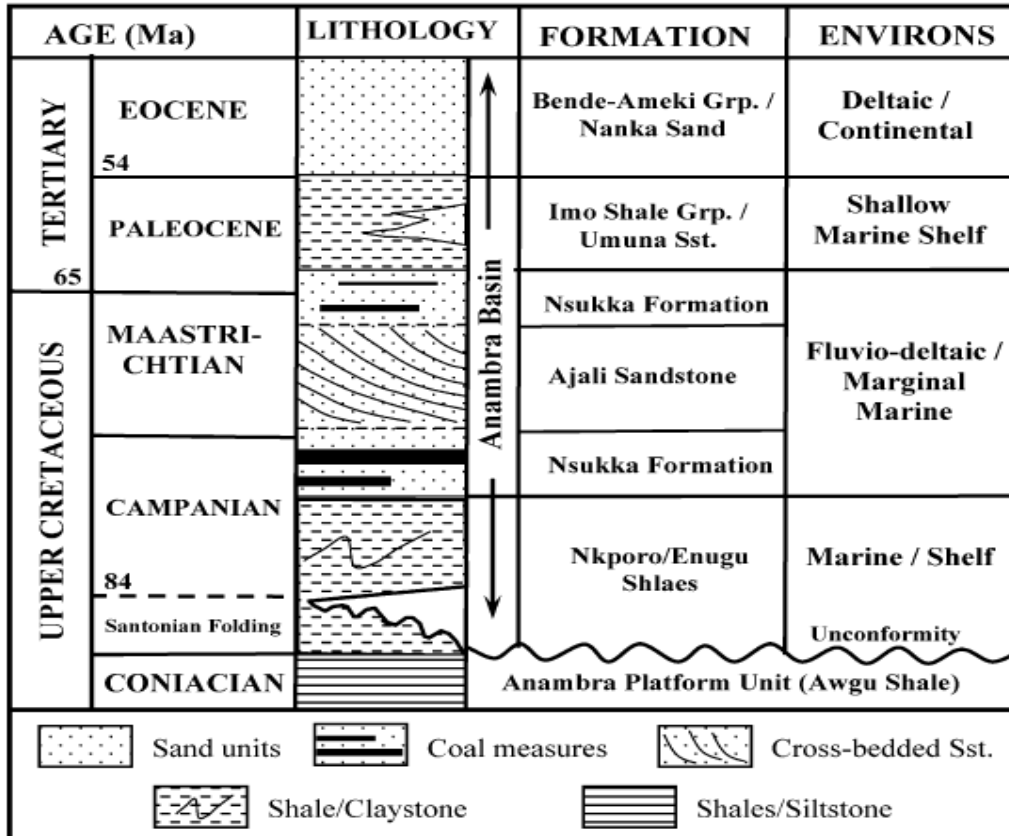 AGE (Ma) LITHOLOGY FORMATION ENVIRONS
TERTIARY
EOCENE
54
Bende-Ameki Grp. /
Nanka Sand
Deltaic /
Continental
PALEOCENE
65
Imo Shale Grp. /
Umuna Sst.
Shallow
Marine Shelf
Anambra Basin
UPPER CRETACEOUS
MAASTRI-
CHTIAN
Nsukka Formation
Ajali Sandstone
Nsukka Formation
Fluvio-deltaic /
Marginal
Marine
CAMPANIAN
84
Nkporo/Enugu
Shlaes
Marine / Shelf
Santonian Folding
Unconformity
CONIACIAN
Anambra Platform Unit (Awgu Shale)
Sand units
Coal measures
Cross-bedded Sst.
Shale/Claystone
Shales/Siltstone